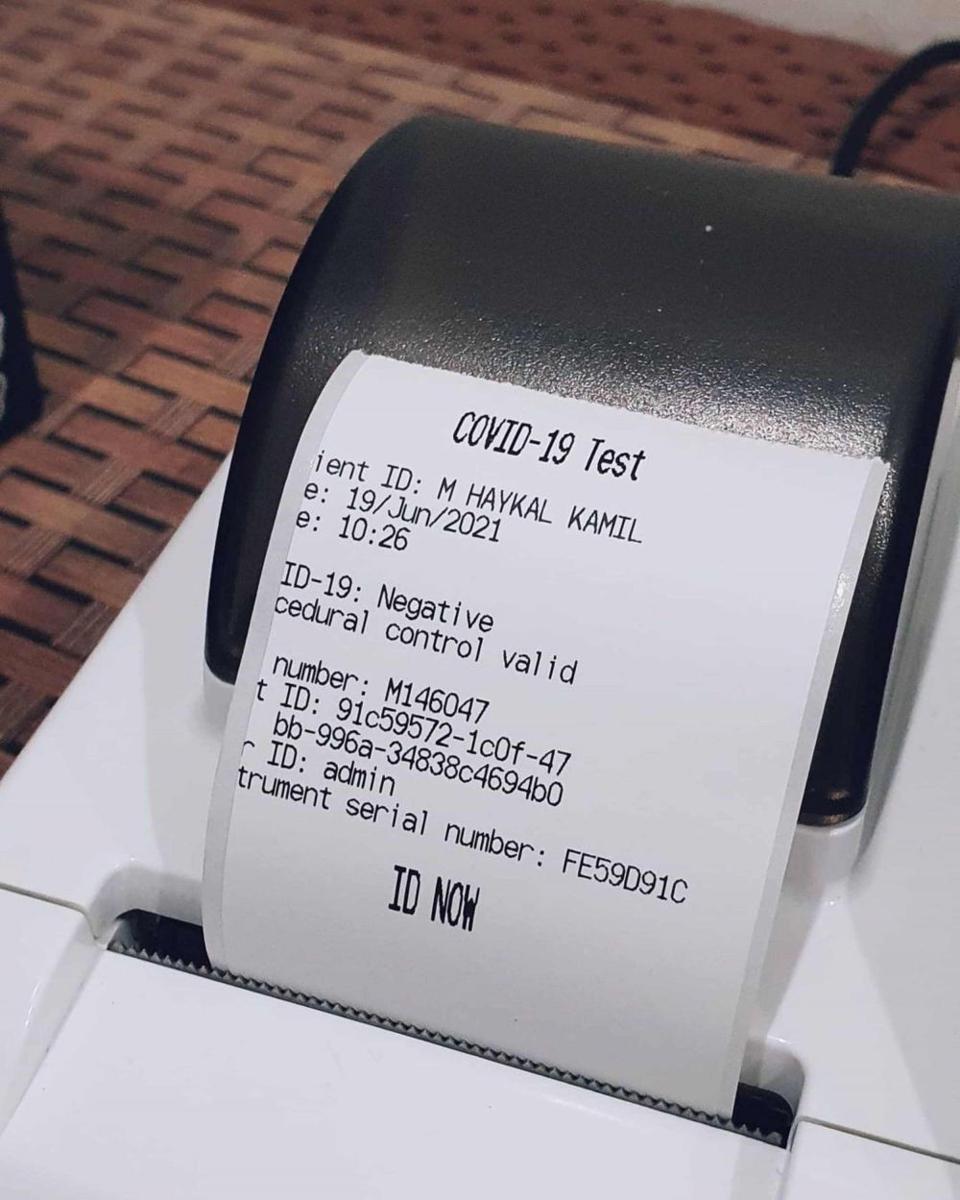 COVID-19 Test
ient ID: M HAYKAL KAMIL
e: 19/Jun/2021
e: 10:26
ID-19: Negative
cedural control valid
number: M146047
t ID: 91c59572-1c0f-47
bb-996a-34838c4694b0
r ID: admin
trument serial number: FE59D91C
ID NOW